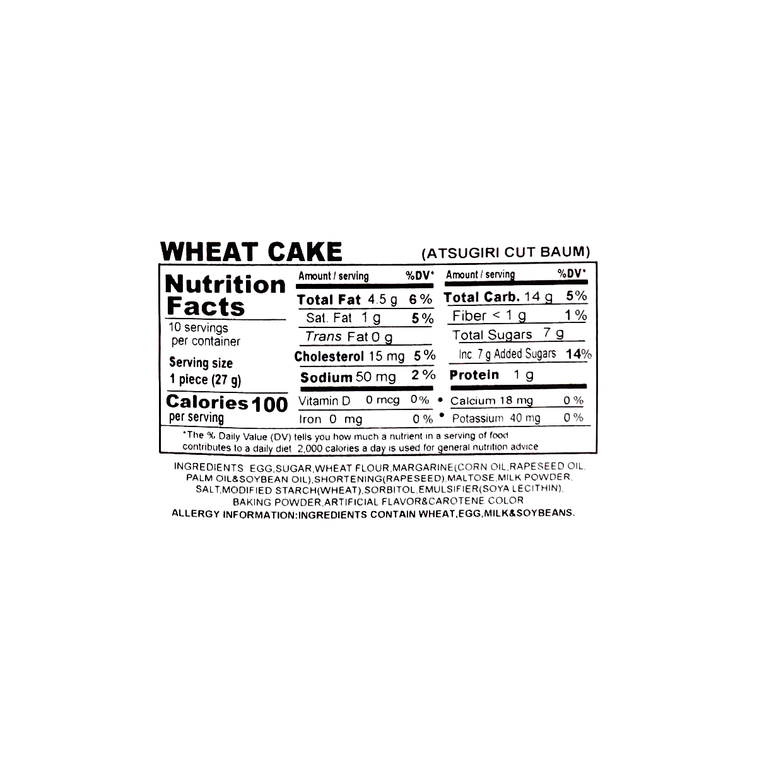 WHEAT CAKE (ATSUGIRI CUT BAUM)
Nutrition
Facts
10 servings
per container
Serving size
1 piece (27 g)
Calories 100
per serving
Amount / serving %DV*
Total Fat 4.5 g 6%
Sat. Fat 1 g 5%
Trans Fat 0 g
Cholesterol 15 mg 5%
Sodium 50 mg 2%
Amount / serving %DV*
Total Carb. 14 g 5%
Fiber < 1 g 1%
Total Sugars 7 g
Inc. 7 g Added Sugars 14%
Protein 1 g
Vitamin D 0 mcg 0% • Calcium 18 mg 0%
Iron 0 mg 0% • Potassium 40 mg 0%
*The % Daily Value (DV) tells you how much a nutrient in a serving of food
contributes to a daily diet 2,000 calories a day is used for general nutrition advice
INGREDIENTS EGG,SUGAR,WHEAT FLOUR,MARGARINE(CORN OIL,RAPESEED OIL,
PALM OIL&SOYBEAN OIL),SHORTENING(RAPESEED),MALTOSE,MILK POWDER,
SALT,MODIFIED STARCH(WHEAT),SORBITOL,EMULSIFIER(SOYA LECITHIN),
BAKING POWDER,ARTIFICIAL FLAVOR&CAROTENE COLOR
ALLERGY INFORMATION:INGREDIENTS CONTAIN WHEAT,EGG,MILK&SOYBEANS.